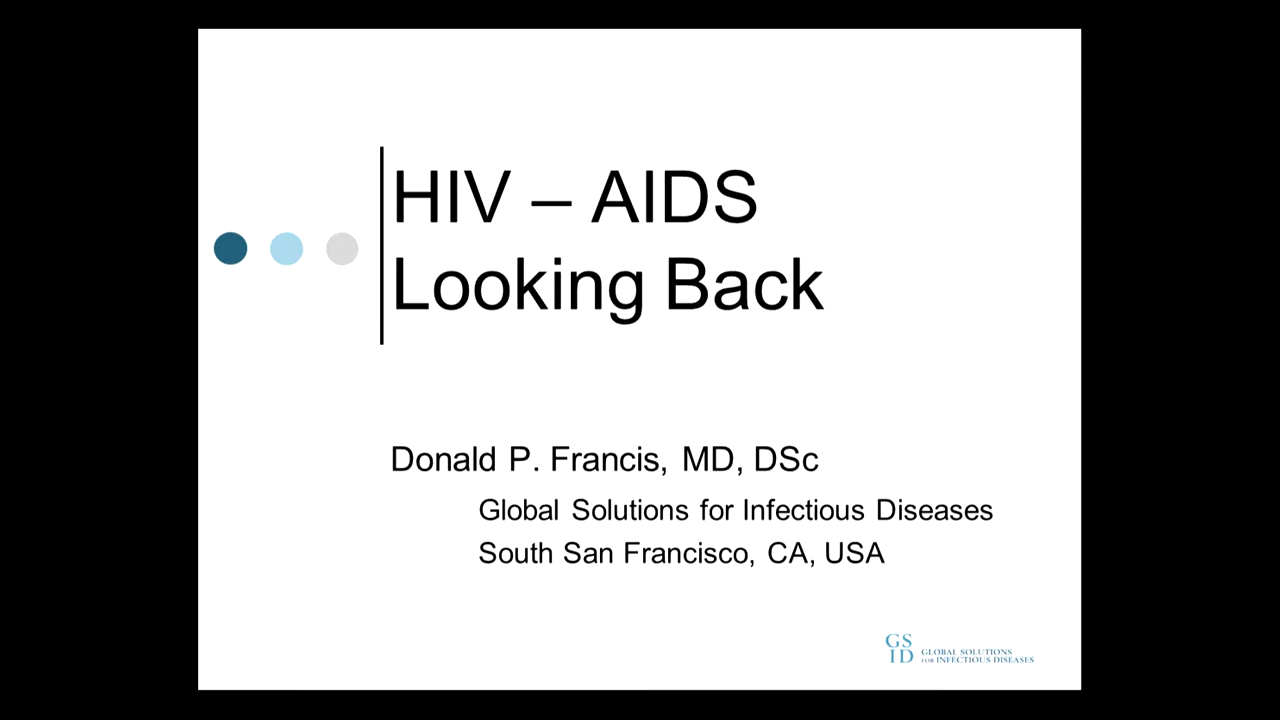 HIV – AIDS
Looking Back
Donald P. Francis, MD, DSc
Global Solutions for Infectious Diseases
South San Francisco, CA, USA
GS
ID
GLOBAL SOLUTIONS
FOR INFECTIOUS DISEASES